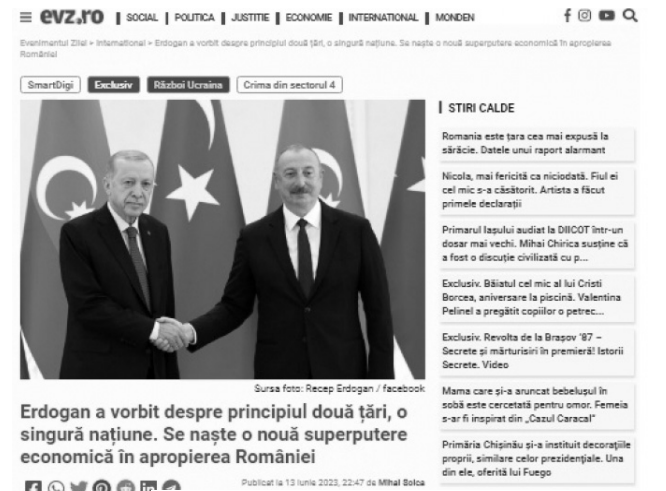 evz.ro
SOCIAL
POLITICA
JUSTITIE
ECONOMIE
INTERNATIONAL
MONDEN
Evenimentul Zilei » International » Erdogan a vorbit despre principiul două țări, o singură națiune. Se naște o nouă superputere economică în apropierea
României
SmartDigi
Exclusiv
Război Ucraina
Crima din sectorul 4
Sursa foto: Recep Erdogan / facebook
Erdogan a vorbit despre principiul două țări, o
singură națiune. Se naște o nouă superputere
economică în apropierea României
Publicat la 13 iunie 2023, 22:47 de Mihai Bolca
STIRI CALDE
Romania este țara cea mai expusă la
sărăcie. Datele unui raport alarmant
Nicola, mai fericită ca niciodată. Fiul ei
cel mic s-a căsătorit. Artista a făcut
primele declarații
Primarul Iașului audiat la DIICOT într-un
dosar mai vechi. Mihai Chirica susține că
a fost o discuție civilizată cu p...
Exclusiv. Băiatul cel mic al lui Cristi
Borcea, aniversare la piscină. Valentina
Pelinel a pregătit copiilor o petrec...
Exclusiv. Revolta de la Brașov '87 –
Secrete și mărturisiri în premieră! Istorii
Secrete. Video
Mama care și-a aruncat bebelușul în
sobă este cercetată pentru omor. Femeia
s-ar fi inspirat din „Cazul Caracal”
Primăria Chișinău și-a instituit decorațiile
proprii, similare celor prezidențiale. Una
din ele, oferită lui Fuego